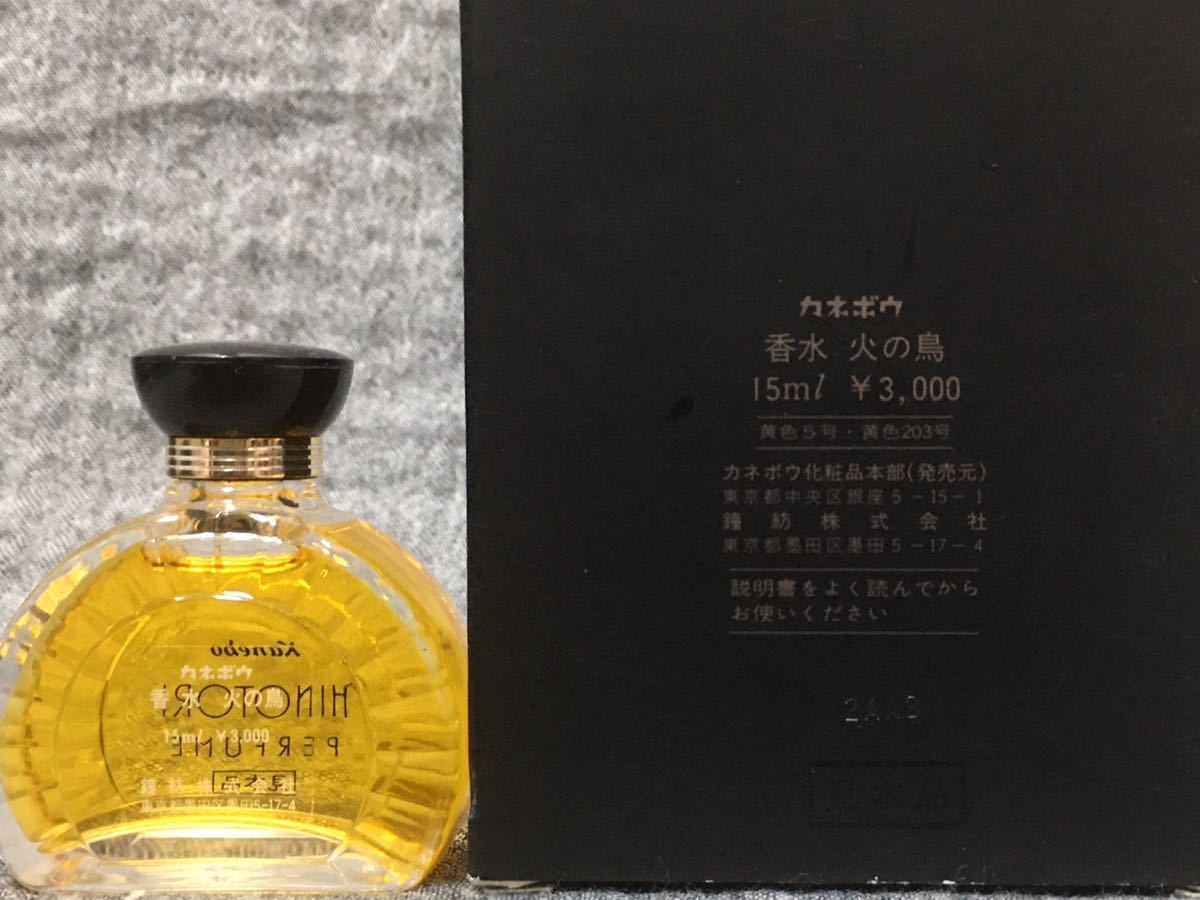 カネボウ
香水 火の鳥
15ml ¥3,000
黄色5号・黄色203号
カネボウ化粧品本部(発売元)
東京都中央区銀座5-15-1
鐘紡株式会社
東京都墨田区墨田5-17-4
説明書をよく読んでから
お使いください
Kanebo
カネボウ
HINOTORI
香水 火の鳥
15ml ¥3,000
PERFUME
見本品
鐘紡株式会社
東京都墨田区墨田5-17-4